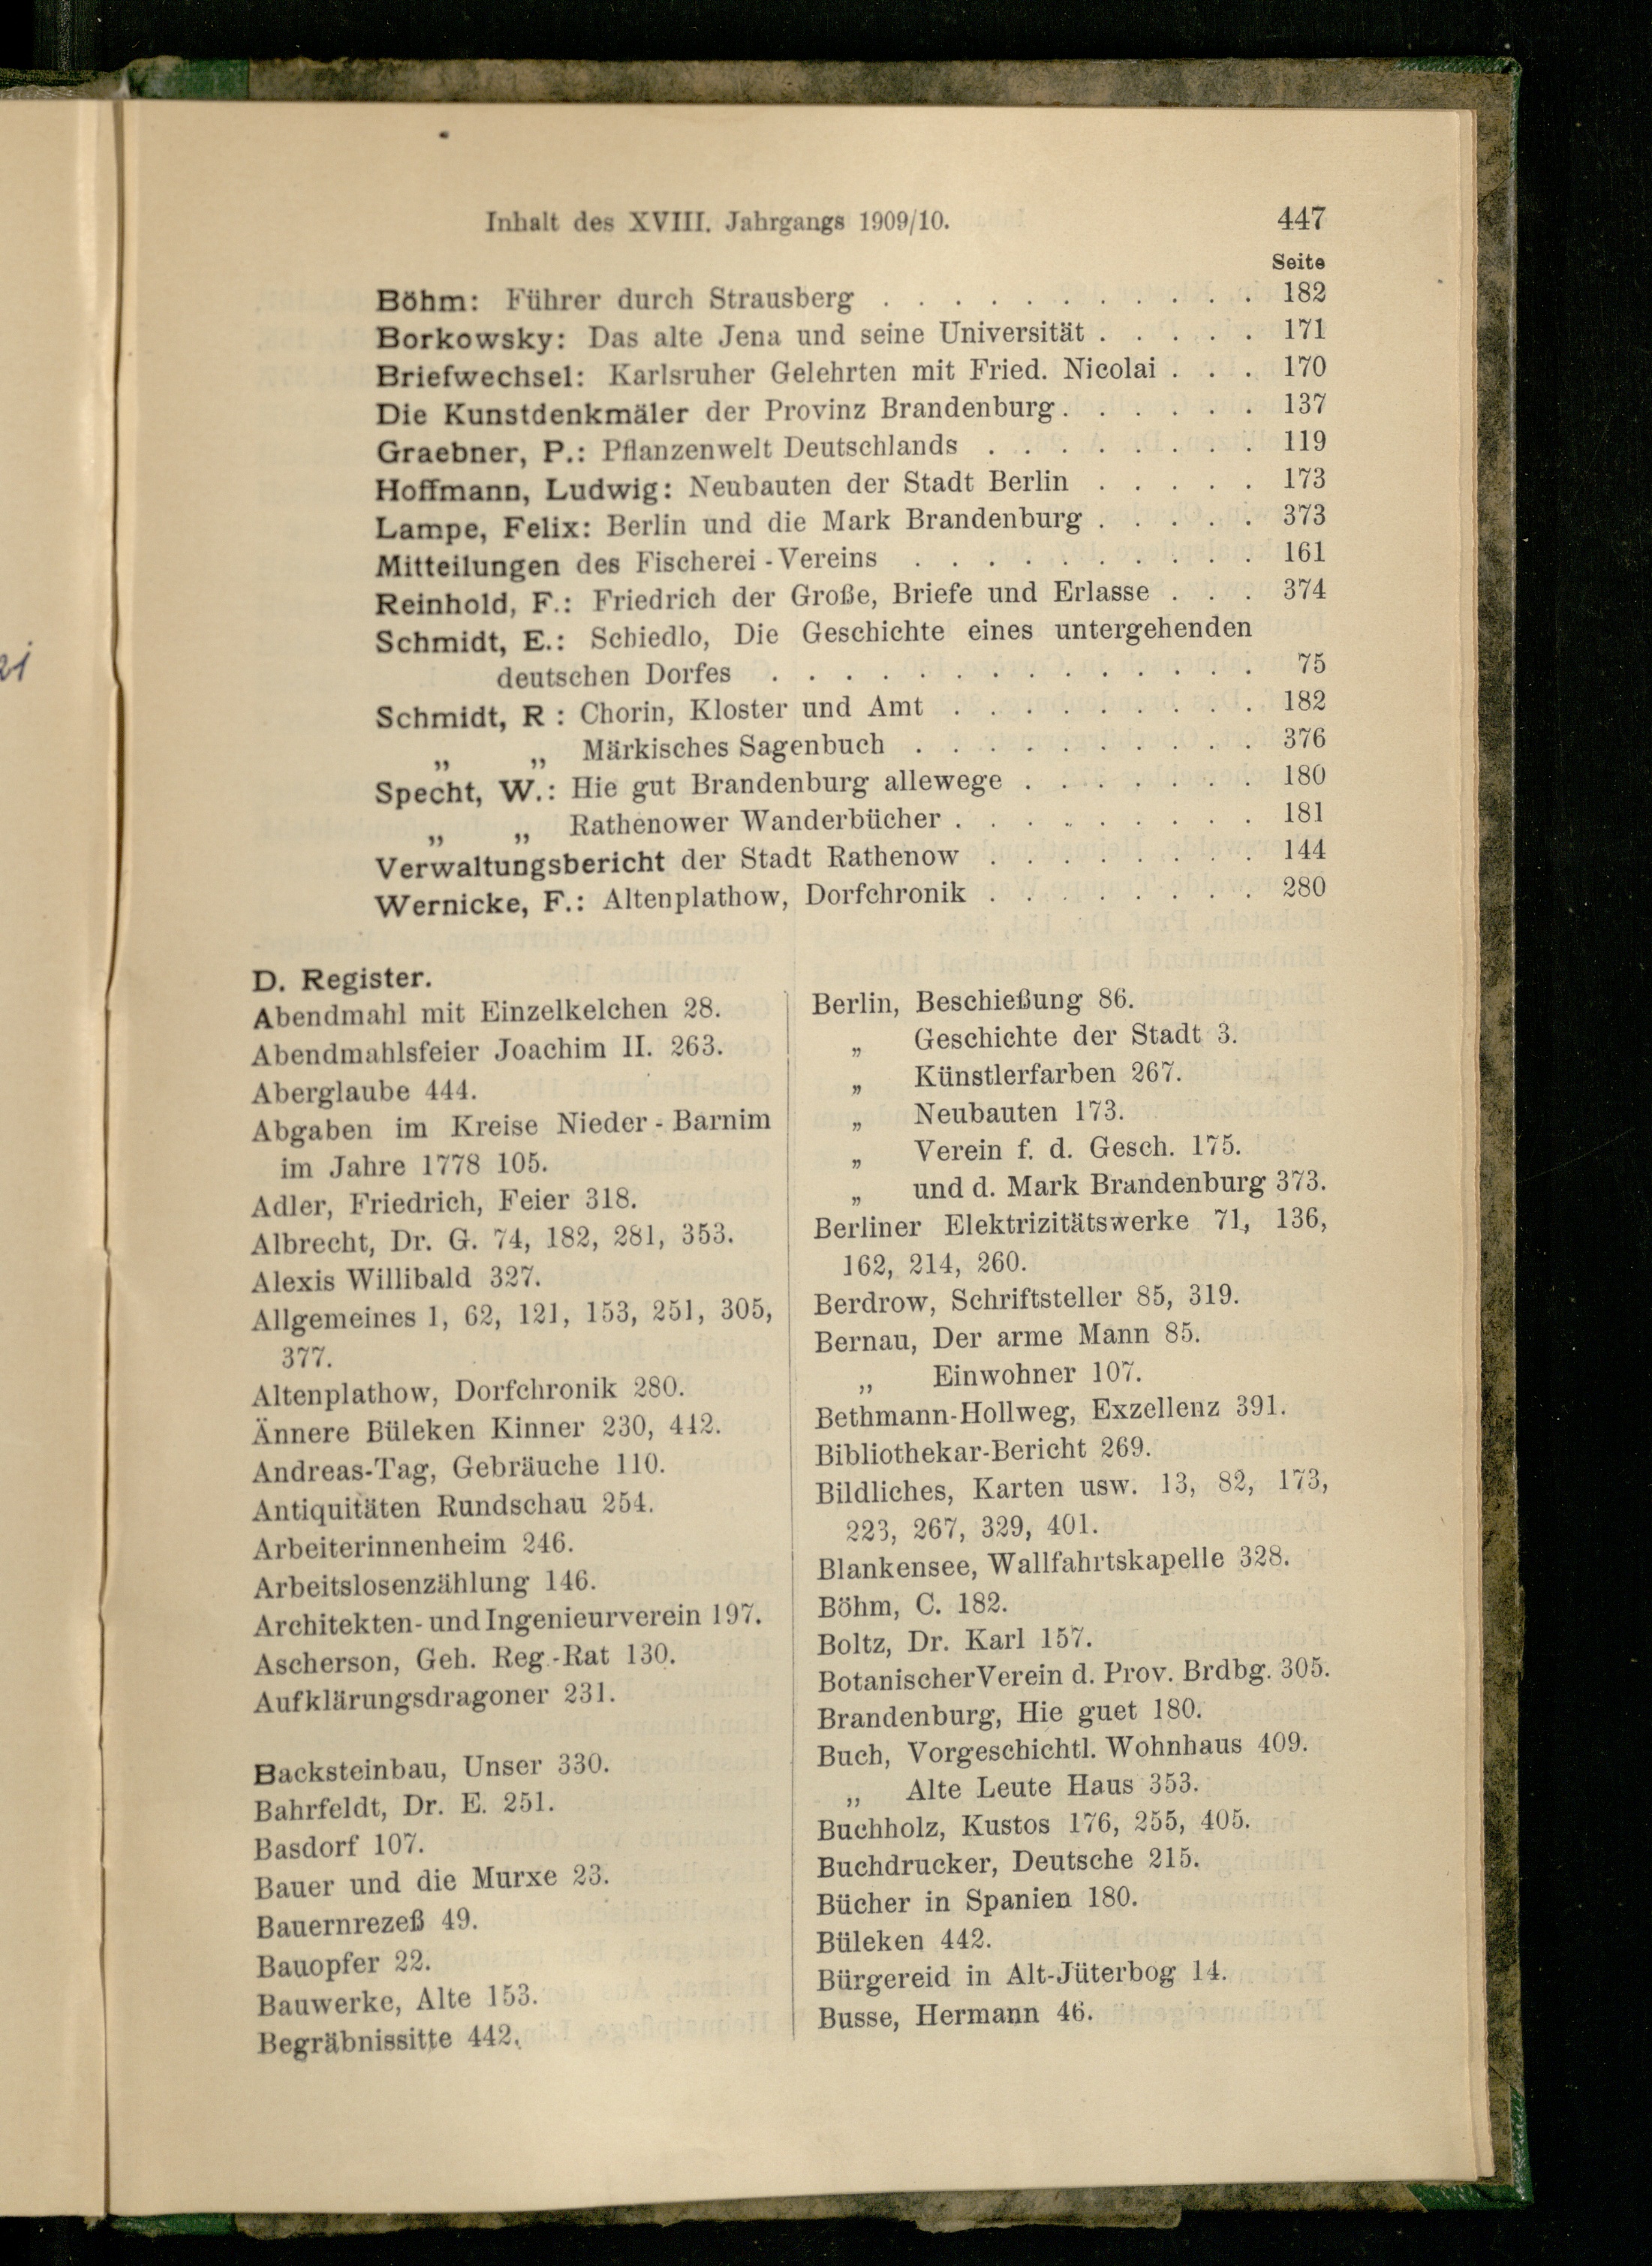 Inhalt des XVIII. Jahrgangs 1909/10. 447
Seite
Böhm: Führer durch Strausberg . . . . . . . . . . . 182
Borkowsky: Das alte Jena und seine Universität . . . . . 171
Briefwechsel: Karlsruher Gelehrten mit Fried. Nicolai . . . 170
Die Kunstdenkmäler der Provinz Brandenburg . . . . . . 137
Graebner, P.: Pflanzenwelt Deutschlands . . . . . . . . 119
Hoffmann, Ludwig: Neubauten der Stadt Berlin . . . . . 173
Lampe, Felix: Berlin und die Mark Brandenburg . . . . . 373
Mitteilungen des Fischerei-Vereins . . . . . . . . . . 161
Reinhold, F.: Friedrich der Große, Briefe und Erlasse . . . 374
Schmidt, E.: Schiedlo, Die Geschichte eines untergehenden
deutschen Dorfes . . . . . . . . . . . . . . 75
Schmidt, R : Chorin, Kloster und Amt . . . . . . . . . 182
„ „ Märkisches Sagenbuch . . . . . . . . . . 376
Specht, W.: Hie gut Brandenburg allewege . . . . . . . 180
„ „ Rathenower Wanderbücher . . . . . . . . . 181
Verwaltungsbericht der Stadt Rathenow . . . . . . . . 144
Wernicke, F.: Altenplathow, Dorfchronik . . . . . . . . 280
D. Register.
Abendmahl mit Einzelkelchen 28.
Abendmahlsfeier Joachim II. 263.
Aberglaube 444.
Abgaben im Kreise Nieder-Barnim
im Jahre 1778 105.
Adler, Friedrich, Feier 318.
Albrecht, Dr. G. 74, 182, 281, 353.
Alexis Willibald 327.
Allgemeines 1, 62, 121, 153, 251, 305,
377.
Altenplathow, Dorfchronik 280.
Ännere Büleken Kinner 230, 442.
Andreas-Tag, Gebräuche 110.
Antiquitäten Rundschau 254.
Arbeiterinnenheim 246.
Arbeitslosenzählung 146.
Architekten- und Ingenieurverein 197.
Ascherson, Geh. Reg.-Rat 130.
Aufklärungsdragoner 231.
Backsteinbau, Unser 330.
Bahrfeldt, Dr. E. 251.
Basdorf 107.
Bauer und die Murxe 23.
Bauernrezeß 49.
Bauopfer 22.
Bauwerke, Alte 153.
Begräbnissitte 442.
Berlin, Beschießung 86.
„ Geschichte der Stadt 3.
„ Künstlerfarben 267.
„ Neubauten 173.
„ Verein f. d. Gesch. 175.
„ und d. Mark Brandenburg 373.
Berliner Elektrizitätswerke 71, 136,
162, 214, 260.
Berdrow, Schriftsteller 85, 319.
Bernau, Der arme Mann 85.
„ Einwohner 107.
Bethmann-Hollweg, Exzellenz 391.
Bibliothekar-Bericht 269.
Bildliches, Karten usw. 13, 82, 173,
223, 267, 329, 401.
Blankensee, Wallfahrtskapelle 328.
Böhm, C. 182.
Boltz, Dr. Karl 157.
Botanischer Verein d. Prov. Brdbg. 305.
Brandenburg, Hie guet 180.
Buch, Vorgeschichtl. Wohnhaus 409.
„ Alte Leute Haus 353.
Buchholz, Kustos 176, 255, 405.
Buchdrucker, Deutsche 215.
Bücher in Spanien 180.
Büleken 442.
Bürgereid in Alt-Jüterbog 14.
Busse, Hermann 46.